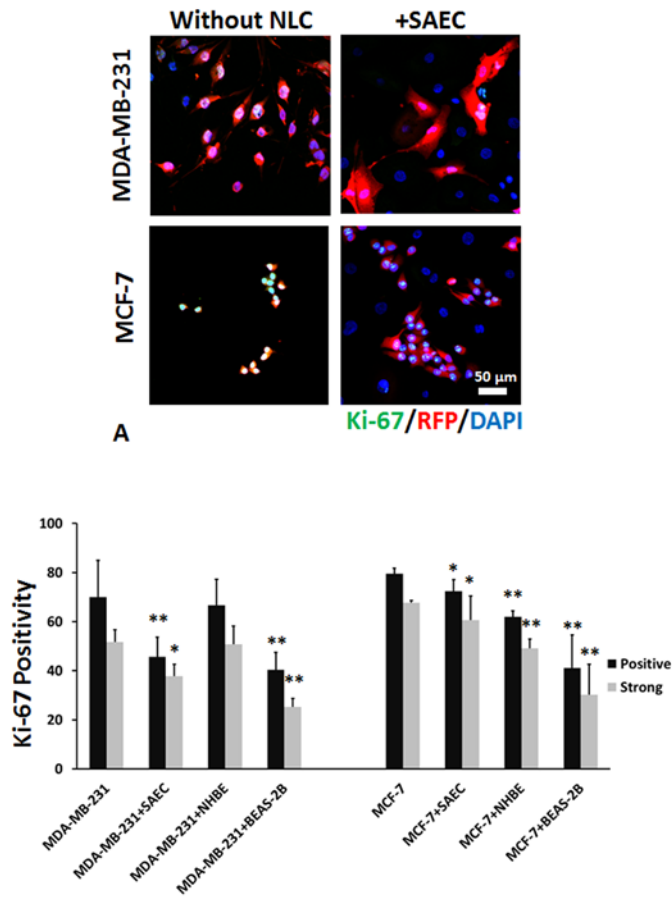 Without NLC
+SAEC
MDA-MB-231
MCF-7
50 µm
A
Ki-67/RFP/DAPI
100
80
60
40
20
0
Ki-67 Positivity
** * ** ** * * ** ** ** **
Positive
Strong
MDA-MB-231
MDA-MB-231+SAEC
MDA-MB-231+NHBE
MDA-MB-231+BEAS-2B
MCF-7
MCF-7+SAEC
MCF-7+NHBE
MCF-7+BEAS-2B